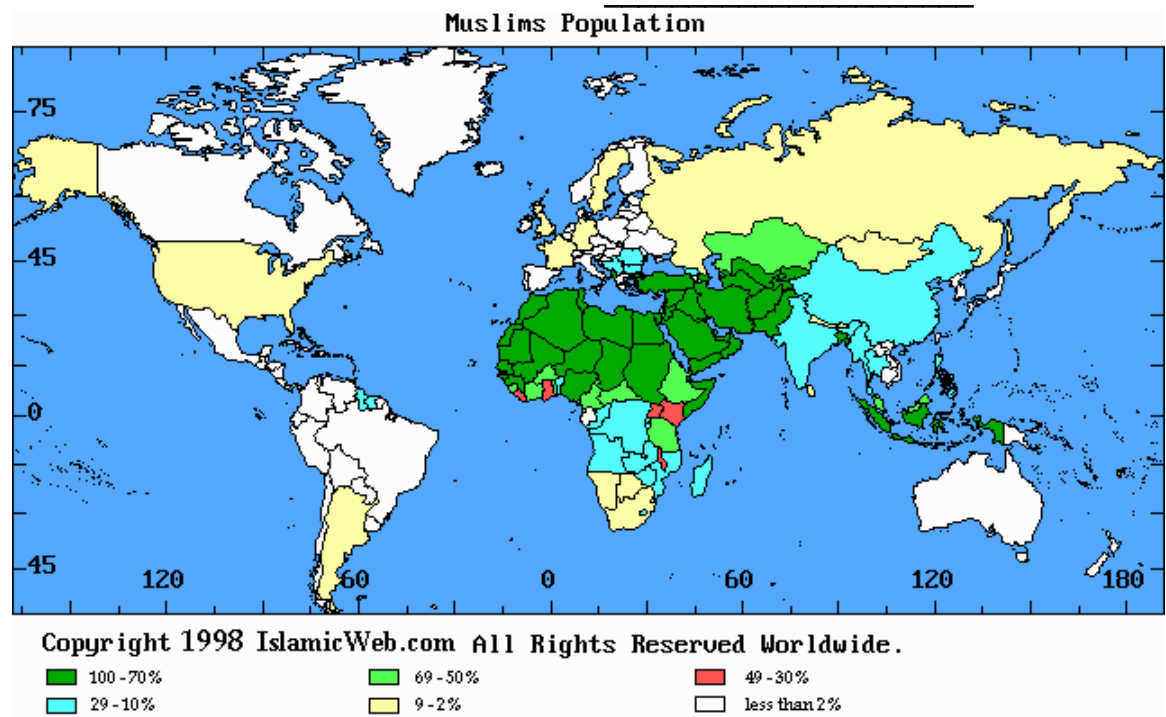 Muslims Population
75
45
0
45
120 60 0 60 120 180
Copyright 1998 IslamicWeb.com All Rights Reserved Worldwide.
100-70% 69-50% 49-30%
29-10% 9-2% less than 2%